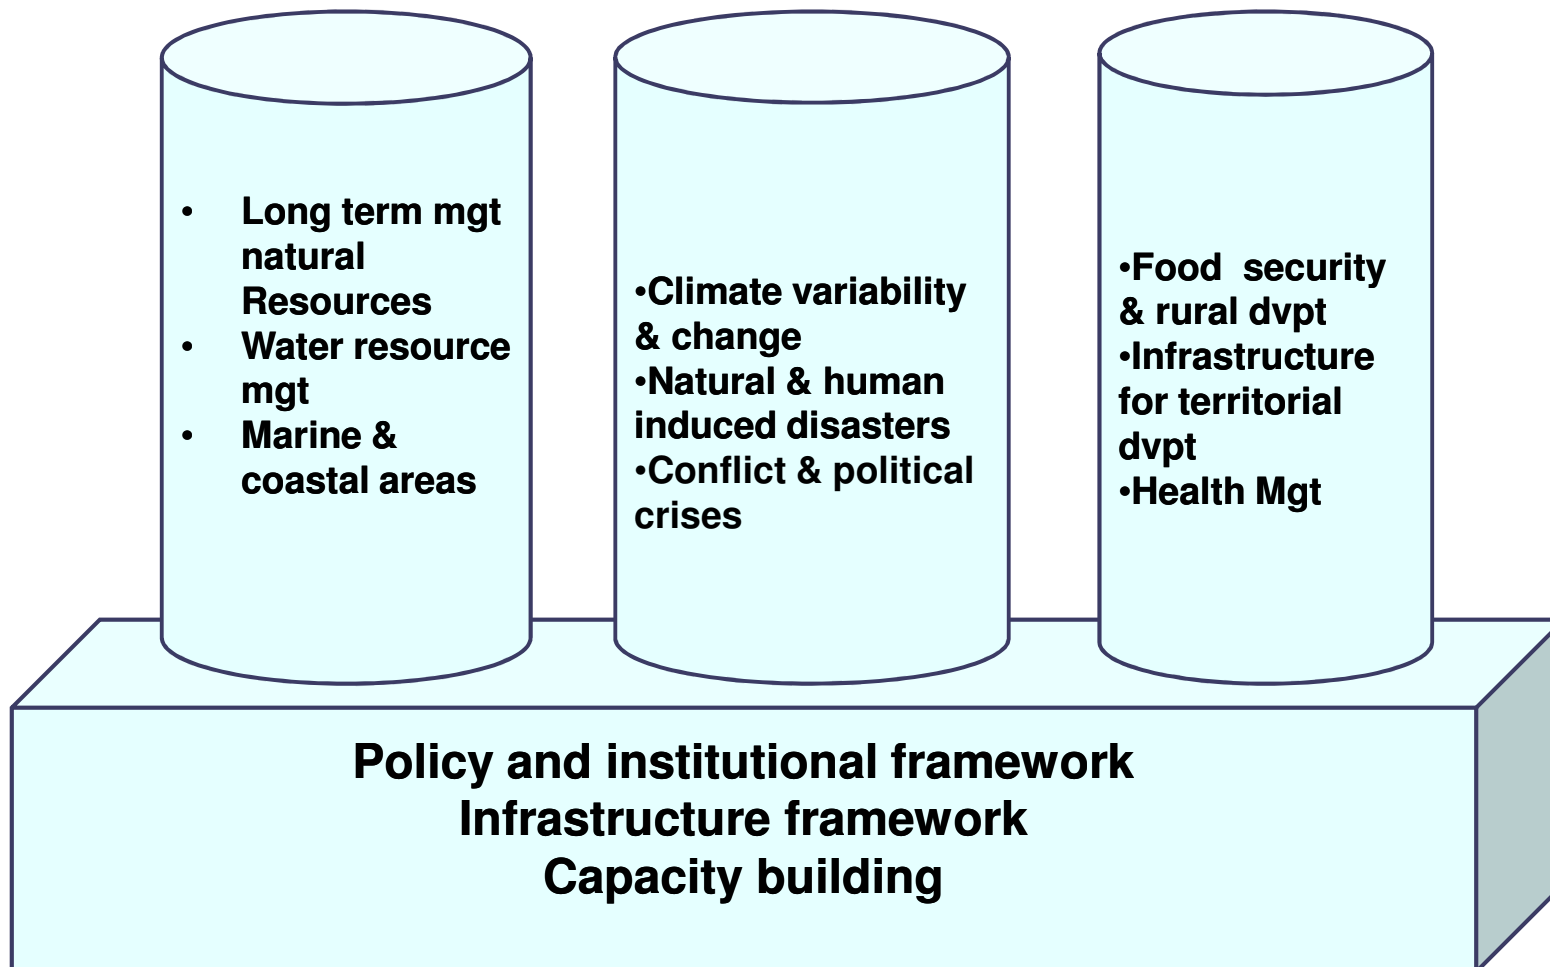 • Long term mgt
natural
Resources
• Water resource
mgt
• Marine &
coastal areas
•Climate variability
& change
•Natural & human
induced disasters
•Conflict & political
crises
•Food  security
& rural dvpt
•Infrastructure
for territorial
dvpt
•Health Mgt
Policy and institutional framework
Infrastructure framework
Capacity building